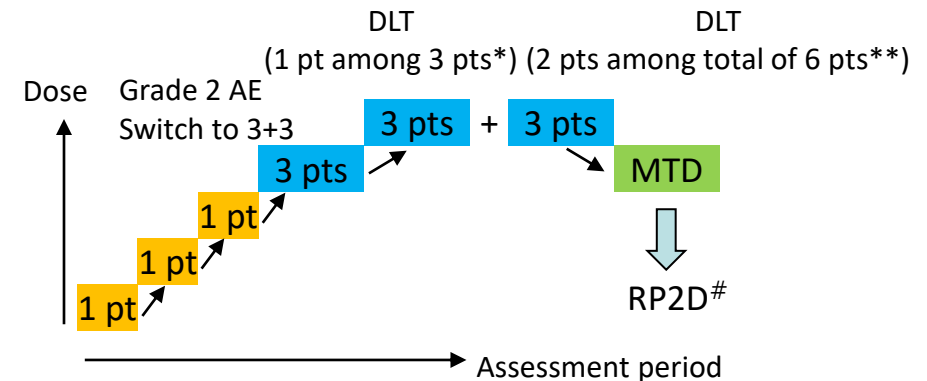 DLT
(1 pt among 3 pts*)
DLT
(2 pts among total of 6 pts**)
Dose
Grade 2 AE
Switch to 3+3
3 pts + 3 pts
3 pts
MTD
1 pt
1 pt
1 pt
RP2D#
Assessment period